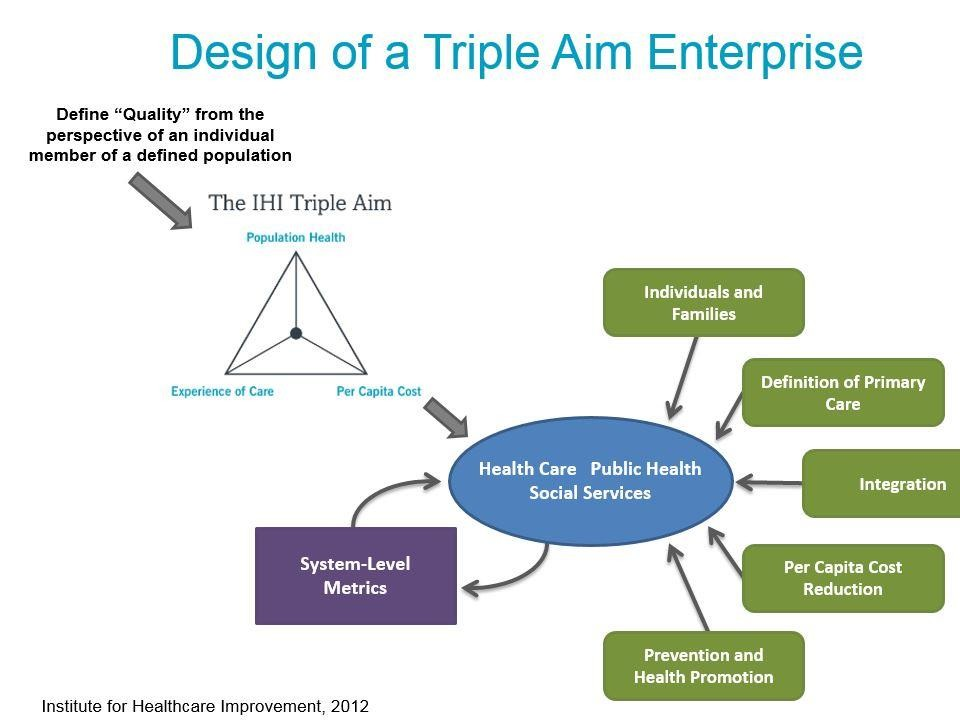 Design of a Triple Aim Enterprise
Define “Quality” from the
perspective of an individual
member of a defined population
The IHI Triple Aim
Population Health
Experience of Care
Per Capita Cost
Individuals and
Families
Definition of Primary
Care
Health Care   Public Health
Social Services
Integration
System-Level
Metrics
Per Capita Cost
Reduction
Prevention and
Health Promotion
Institute for Healthcare Improvement, 2012